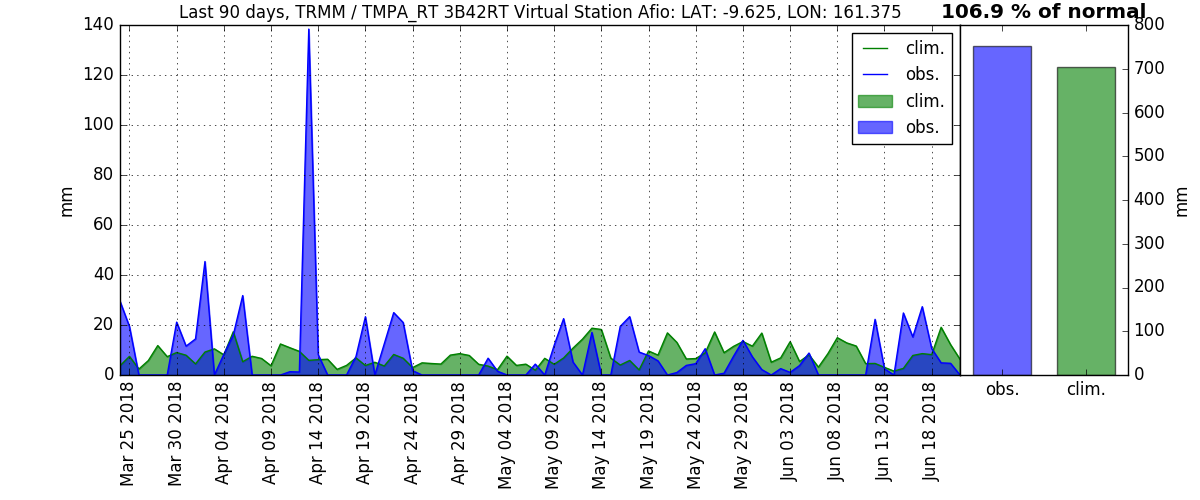 Last 90 days, TRMM / TMPA_RT 3B42RT Virtual Station Afio: LAT: -9.625, LON: 161.375
106.9 % of normal
140
120
100
80
60
40
20
0
mm
clim.
obs.
clim.
obs.
800
700
600
500
400
300
200
100
0
mm
Mar 25 2018
Mar 30 2018
Apr 04 2018
Apr 09 2018
Apr 14 2018
Apr 19 2018
Apr 24 2018
Apr 29 2018
May 04 2018
May 09 2018
May 14 2018
May 19 2018
May 24 2018
May 29 2018
Jun 03 2018
Jun 08 2018
Jun 13 2018
Jun 18 2018
obs.
clim.